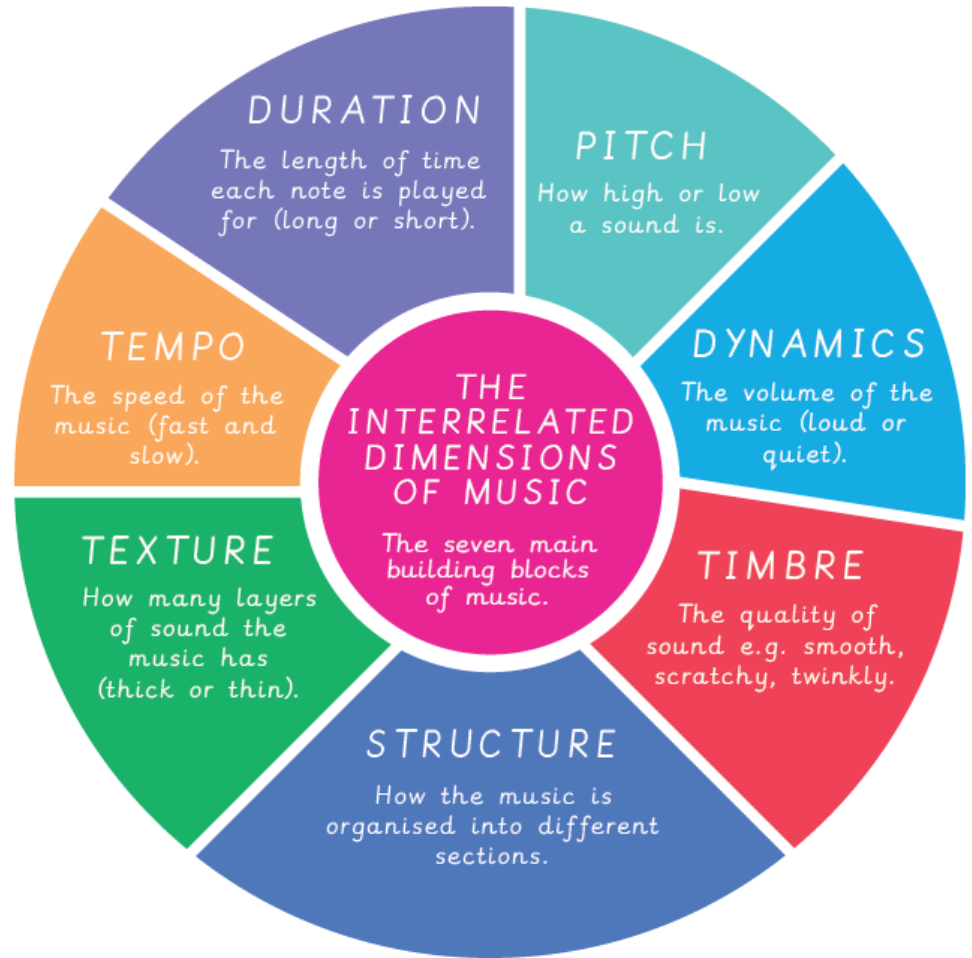 THE
INTERRELATED
DIMENSIONS
OF MUSIC
The seven main
building blocks
of music.
PITCH
How high or low
a sound is.
DYNAMICS
The volume of the
music (loud or
quiet).
TIMBRE
The quality of
sound e.g. smooth,
scratchy, twinkly.
STRUCTURE
How the music is
organised into different
sections.
TEXTURE
How many layers
of sound the
music has
(thick or thin).
TEMPO
The speed of the
music (fast and
slow).
DURATION
The length of time
each note is played
for (long or short).